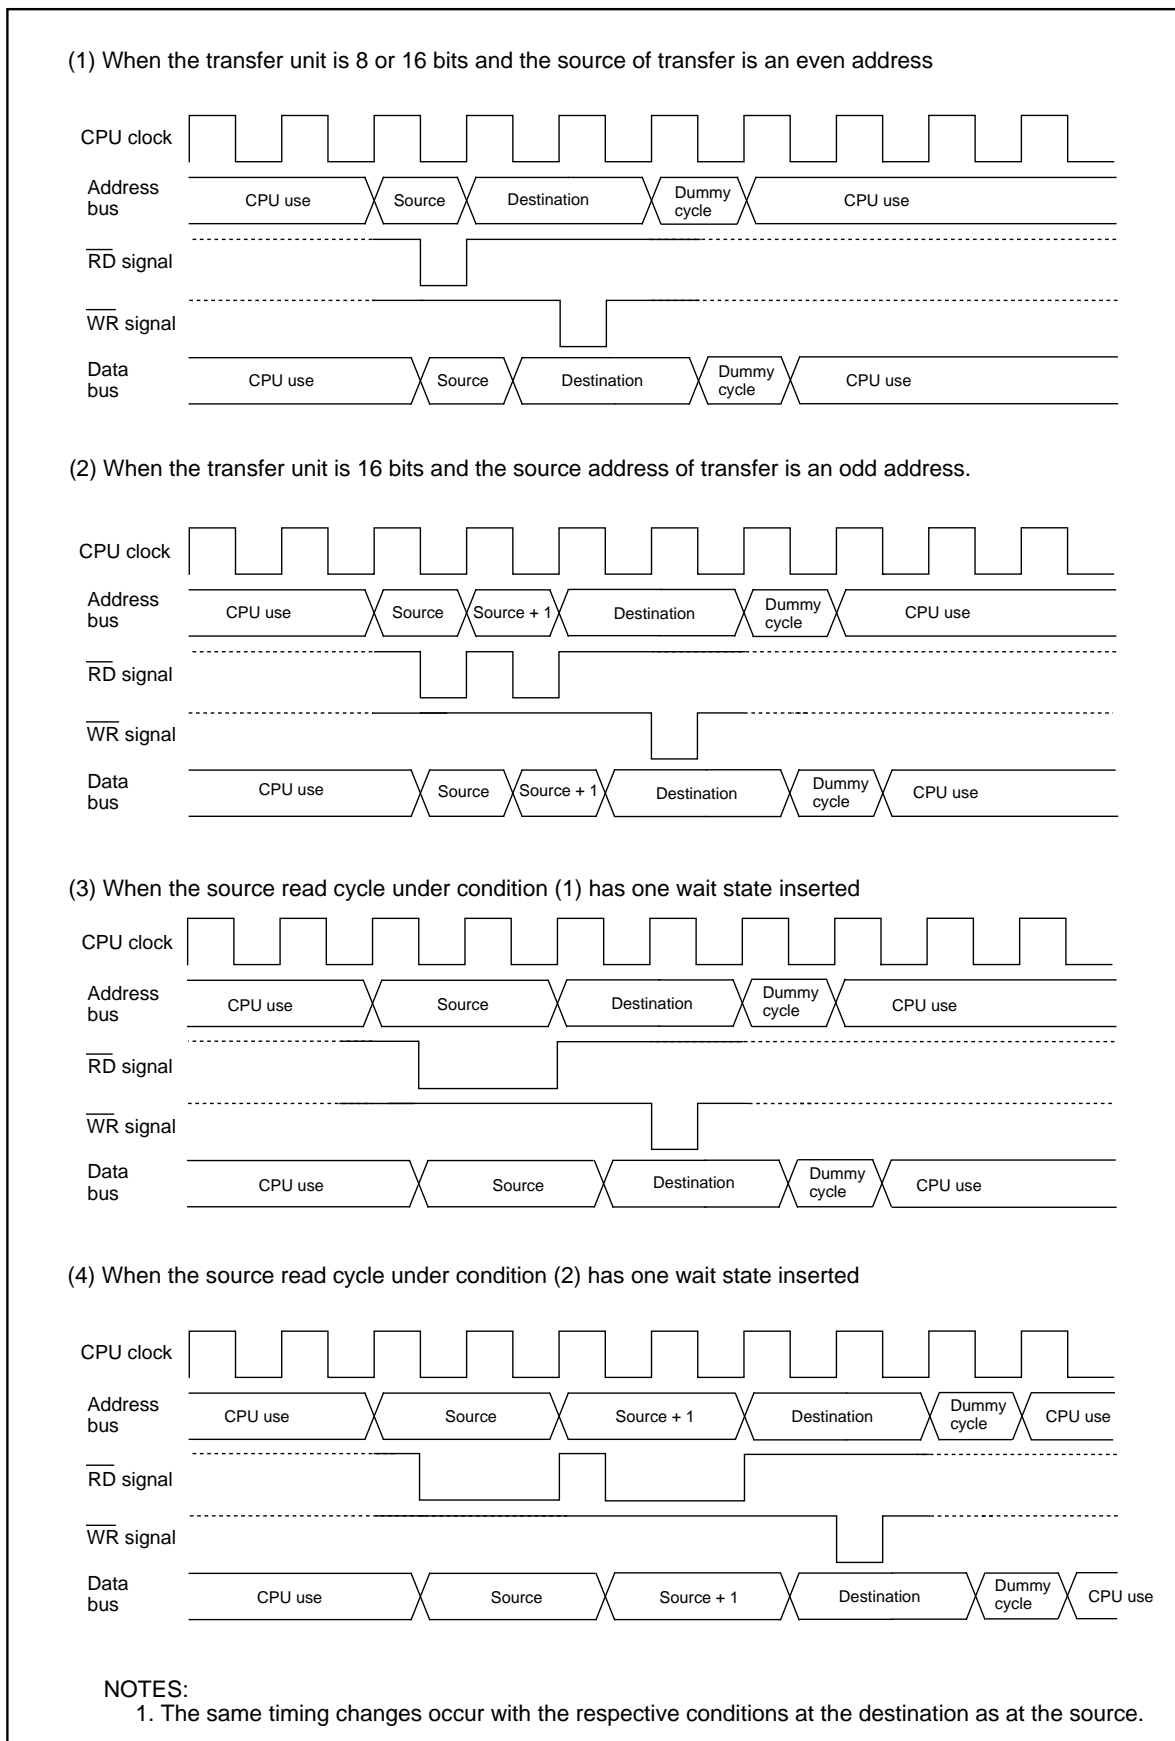 (1) When the transfer unit is 8 or 16 bits and the source of transfer is an even address
CPU clock
Address bus
CPU use
Source
Destination
Dummy cycle
CPU use
RD signal
WR signal
Data bus
CPU use
Source
Destination
Dummy cycle
CPU use
(2) When the transfer unit is 16 bits and the source address of transfer is an odd address.
CPU clock
Address bus
CPU use
Source
Source + 1
Destination
Dummy cycle
CPU use
RD signal
WR signal
Data bus
CPU use
Source
Source + 1
Destination
Dummy cycle
CPU use
(3) When the source read cycle under condition (1) has one wait state inserted
CPU clock
Address bus
CPU use
Source
Destination
Dummy cycle
CPU use
RD signal
WR signal
Data bus
CPU use
Source
Destination
Dummy cycle
CPU use
(4) When the source read cycle under condition (2) has one wait state inserted
CPU clock
Address bus
CPU use
Source
Source + 1
Destination
Dummy cycle
CPU use
RD signal
WR signal
Data bus
CPU use
Source
Source + 1
Destination
Dummy cycle
CPU use
NOTES:
1. The same timing changes occur with the respective conditions at the destination as at the source.